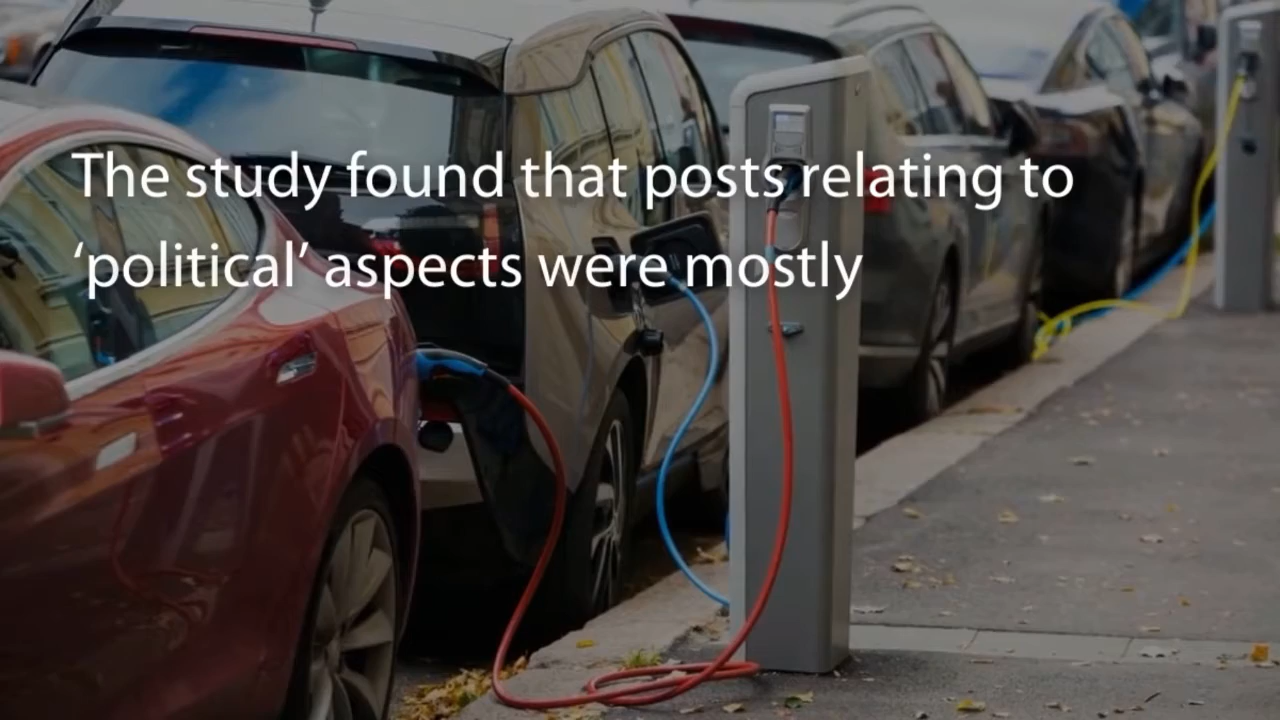 The study found that posts relating to
‘political’ aspects were mostly